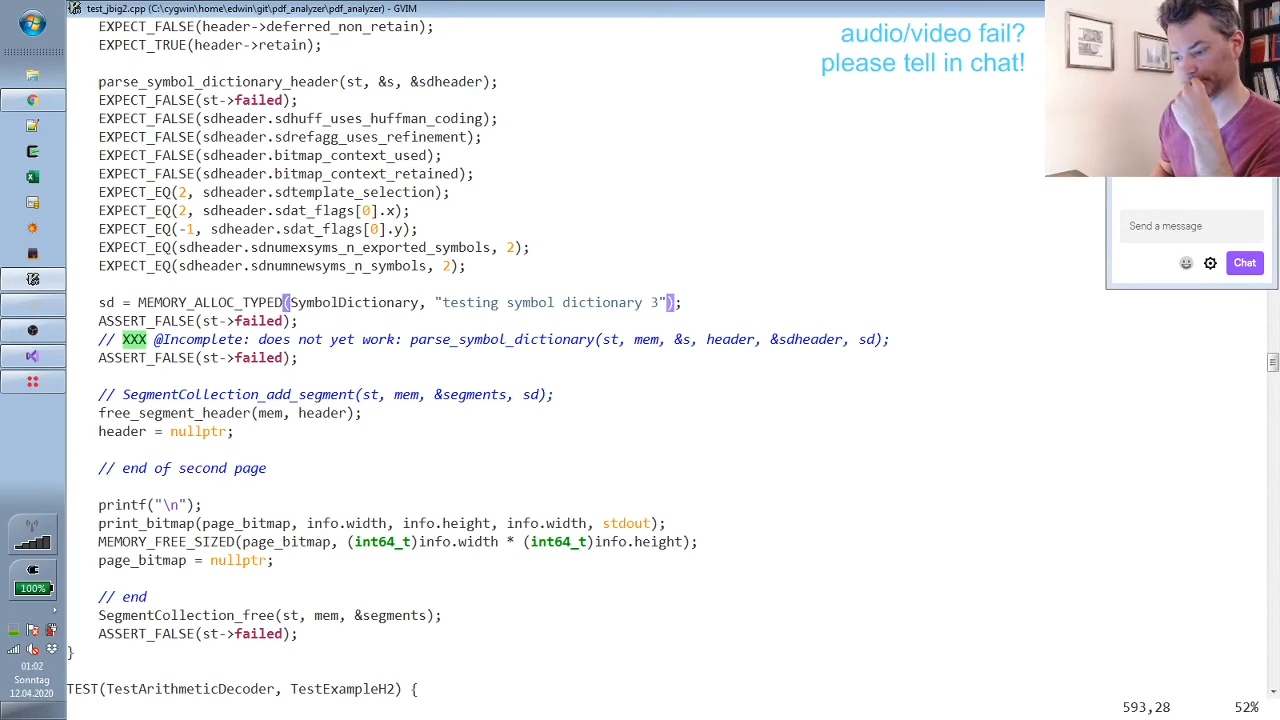 test_jbig2.cpp (C:\cygwin\home\edwin\git\pdf_analyzer\pdf_analyzer) - GVIM
EXPECT_FALSE(header->deferred_non_retain);
EXPECT_TRUE(header->retain);
parse_symbol_dictionary_header(st, &s, &sdheader);
EXPECT_FALSE(st->failed);
EXPECT_FALSE(sdheader.sdhuff_uses_huffman_coding);
EXPECT_FALSE(sdheader.sdrefagg_uses_refinement);
EXPECT_FALSE(sdheader.bitmap_context_used);
EXPECT_FALSE(sdheader.bitmap_context_retained);
EXPECT_EQ(2, sdheader.sdtemplate_selection);
EXPECT_EQ(2, sdheader.sdat_flags[0].x);
EXPECT_EQ(-1, sdheader.sdat_flags[0].y);
EXPECT_EQ(sdheader.sdnumexsyms_n_exported_symbols, 2);
EXPECT_EQ(sdheader.sdnumnewsyms_n_symbols, 2);
sd = MEMORY_ALLOC_TYPED(SymbolDictionary, "testing symbol dictionary 3");
ASSERT_FALSE(st->failed);
// XXX @Incomplete: does not yet work: parse_symbol_dictionary(st, mem, &s, header, &sdheader, sd);
ASSERT_FALSE(st->failed);
// SegmentCollection_add_segment(st, mem, &segments, sd);
free_segment_header(mem, header);
header = nullptr;
// end of second page
printf("\n");
print_bitmap(page_bitmap, info.width, info.height, info.width, stdout);
MEMORY_FREE_SIZED(page_bitmap, (int64_t)info.width * (int64_t)info.height);
page_bitmap = nullptr;
// end
SegmentCollection_free(st, mem, &segments);
ASSERT_FALSE(st->failed);
}
TEST(TestArithmeticDecoder, TestExampleH2) {
593,28 52%
audio/video fail?
please tell in chat!
Send a message
Chat
100%
01:02
Sonntag
12.04.2020